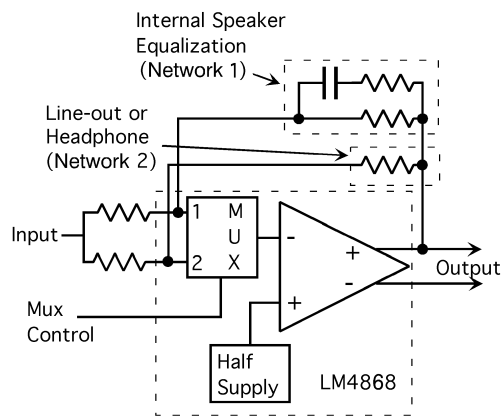 Internal Speaker
Equalization
(Network 1)
Line-out or
Headphone
(Network 2)
1 M
U
2 X
Input
-
+
+
-
Output
Mux
Control
Half
Supply
LM4868